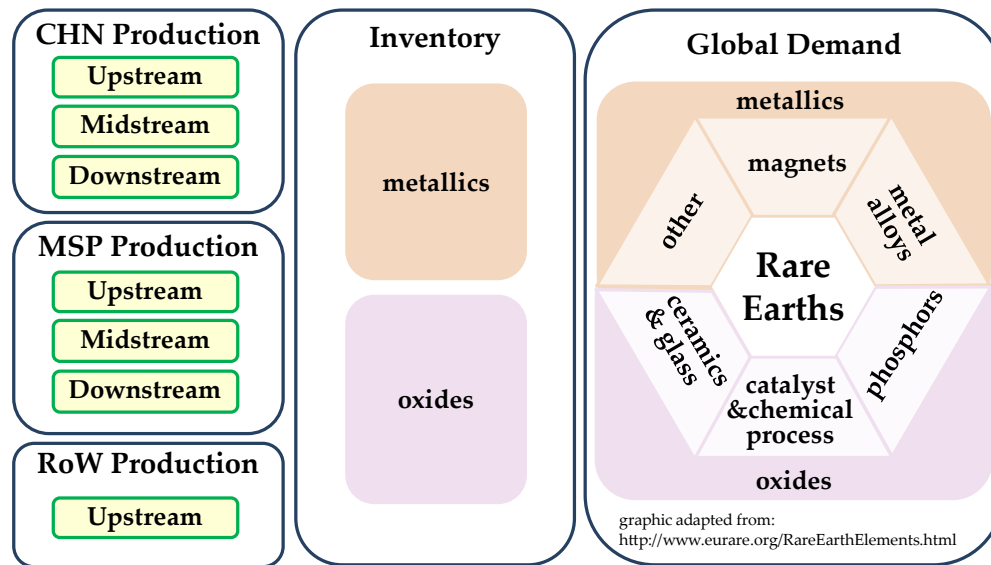 CHN Production
Upstream
Midstream
Downstream
MSP Production
Upstream
Midstream
Downstream
RoW Production
Upstream
Inventory
metallics
oxides
Global Demand
metallics
magnets
other
metal
alloys
Rare
Earths
ceramics
& glass
phosphors
catalyst
&chemical
process
oxides
graphic adapted from:
http://www.eurare.org/RareEarthElements.html